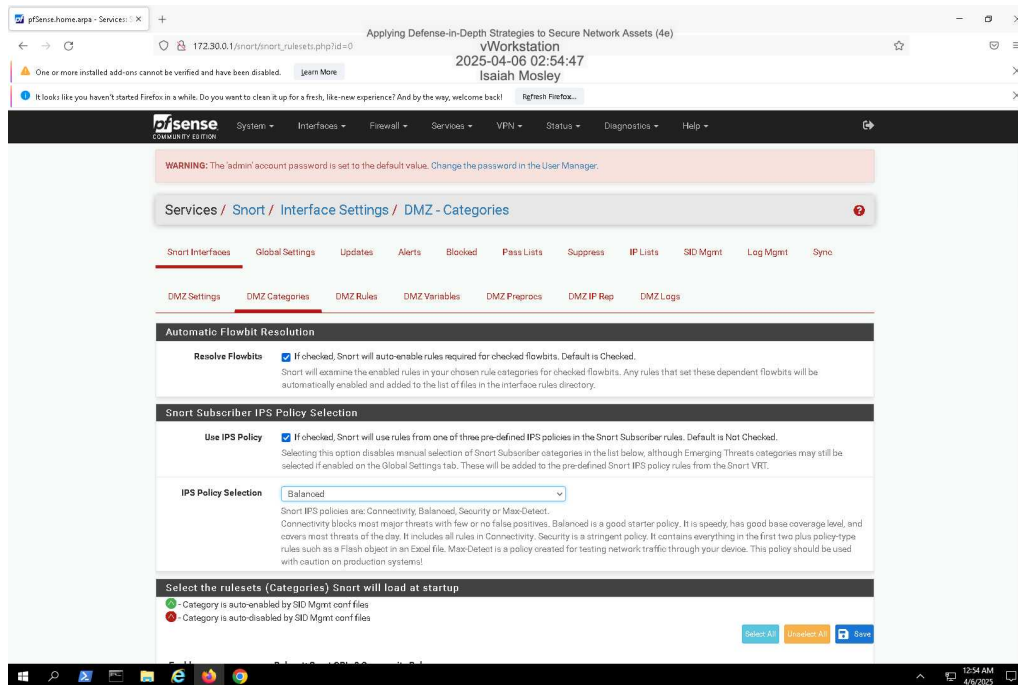 pfSense.home.arpa - Services: S
Applying Defense-in-Depth Strategies to Secure Network Assets (4e)
172.30.0.1/snort/snort_rulesets.php?id=0
vWorkstation
2025-04-06 02:54:47
Isaiah Mosley
One or more installed add-ons cannot be verified and have been disabled. Learn More
It looks like you haven't started Firefox in a while. Do you want to clean it up for a fresh, like-new experience? And by the way, welcome back! Refresh Firefox...
pfsense
COMMUNITY EDITION
System Interfaces Firewall Services VPN Status Diagnostics Help
WARNING: The 'admin' account password is set to the default value. Change the password in the User Manager.
Services / Snort / Interface Settings / DMZ - Categories
Snort Interfaces Global Settings Updates Alerts Blocked Pass Lists Suppress IP Lists SID Mgmt Log Mgmt Sync
DMZ Settings DMZ Categories DMZ Rules DMZ Variables DMZ Preprocs DMZ IP Rep DMZ Logs
Automatic Flowbit Resolution
Resolve Flowbits If checked, Snort will auto-enable rules required for checked flowbits. Default is Checked.
Snort will examine the enabled rules in your chosen rule categories for checked flowbits. Any rules that set these dependent flowbits will be
automatically enabled and added to the list of files in the interface rules directory.
Snort Subscriber IPS Policy Selection
Use IPS Policy If checked, Snort will use rules from one of three pre-defined IPS policies in the Snort Subscriber rules. Default is Not Checked.
Selecting this option disables manual selection of Snort Subscriber categories in the list below, although Emerging Threats categories may still be
selected if enabled on the Global Settings tab. These will be added to the pre-defined Snort IPS policy rules from the Snort VRT.
IPS Policy Selection Balanced
Snort IPS policies are: Connectivity, Balanced, Security or Max-Detect.
Connectivity blocks most major threats with few or no false positives. Balanced is a good starter policy. It is speedy, has good base coverage level, and
covers most threats of the day. It includes all rules in Connectivity. Security is a stringent policy. It contains everything in the first two plus policy-type
rules such as a Flash object in an Excel file. Max-Detect is a policy created for testing network traffic through your device. This policy should be used
with caution on production systems!
Select the rulesets (Categories) Snort will load at startup
- Category is auto-enabled by SID Mgmt conf files
- Category is auto-disabled by SID Mgmt conf files
Select All Unselect All Save
12:54 AM
4/6/2025